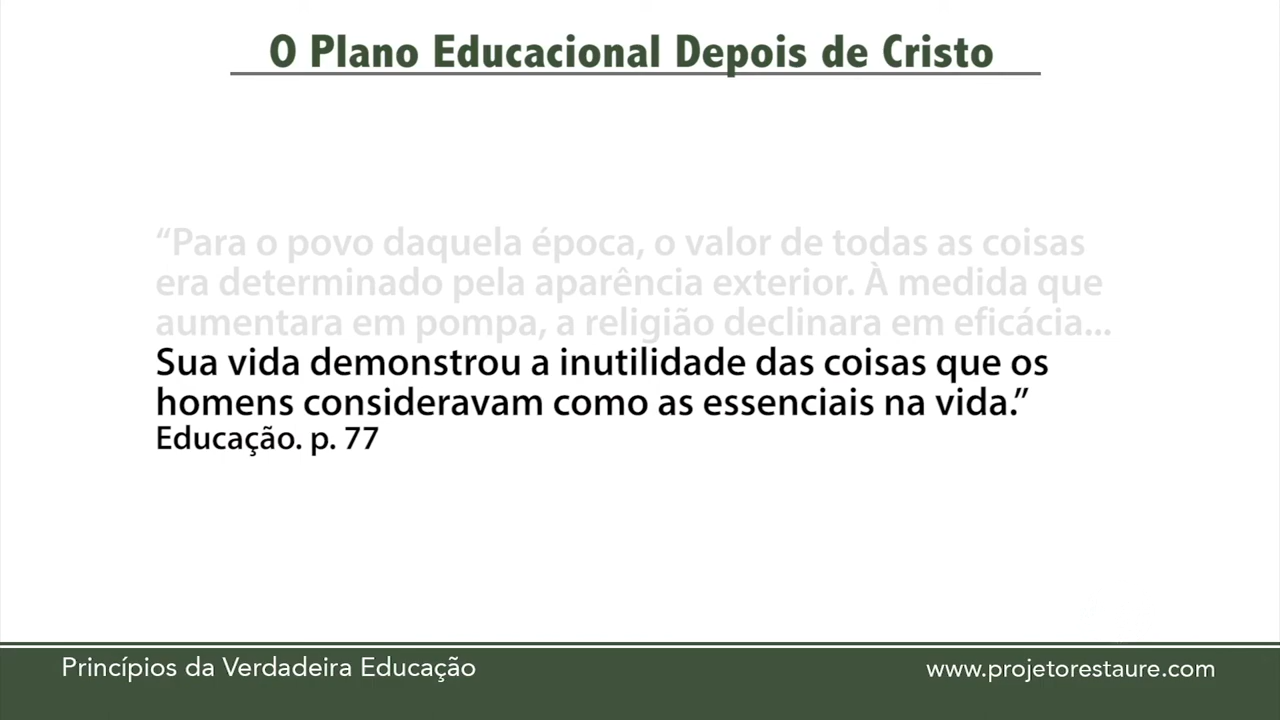 O Plano Educacional Depois de Cristo
“Para o povo daquela época, o valor de todas as coisas
era determinado pela aparência exterior. À medida que
aumentara em pompa, a religião declinara em eficácia...
Sua vida demonstrou a inutilidade das coisas que os
homens consideravam como as essenciais na vida.”
Educação. p. 77
Princípios da Verdadeira Educação
www.projetorestaure.com